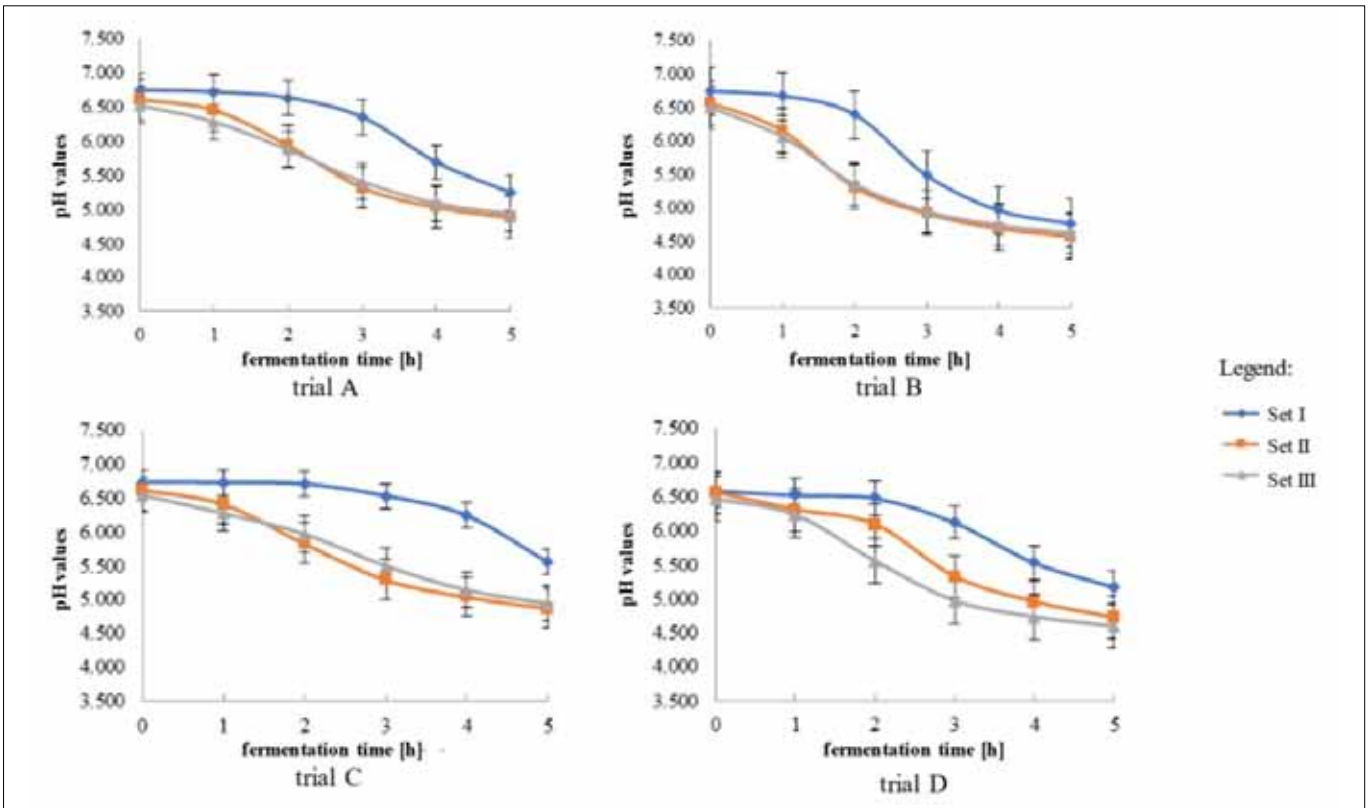 7.500
7.000
6.500
6.000
5.500
5.000
4.500
4.000
3.500
pH values
0 1 2 3 4 5
fermentation time [h]
trial A
7.500
7.000
6.500
6.000
5.500
5.000
4.500
4.000
3.500
pH values
0 1 2 3 4 5
fermentation time [h]
trial B
Legend:
Set I
Set II
Set III
7.500
7.000
6.500
6.000
5.500
5.000
4.500
4.000
3.500
pH values
0 1 2 3 4 5
fermentation time [h]
trial C
7.500
7.000
6.500
6.000
5.500
5.000
4.500
4.000
3.500
pH values
0 1 2 3 4 5
fermentation time [h]
trial D